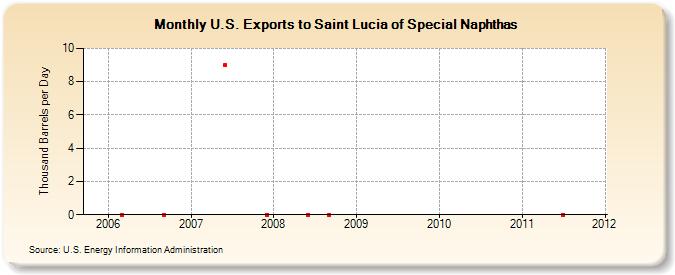 Monthly U.S. Exports to Saint Lucia of Special Naphthas
Thousand Barrels per Day
10
8
6
4
2
0
2006 2007 2008 2009 2010 2011 2012
Source: U.S. Energy Information Administration